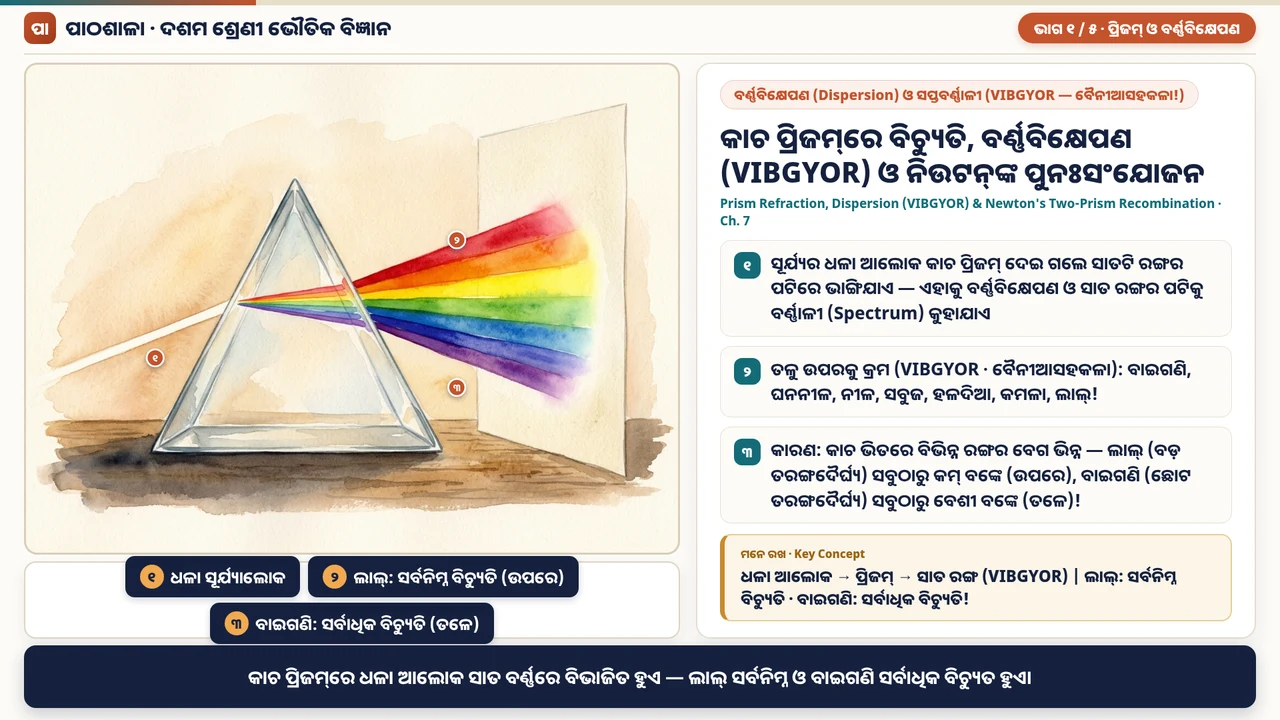 ପା ପାଠଶାଳା · ଦଶମ ଶ୍ରେଣୀ ଭୌତିକ ବିଜ୍ଞାନ
ଭାଗ ୧ / ୫ · ପ୍ରିଜମ୍ ଓ ବର୍ଣ୍ଣବିକ୍ଷେପଣ
୧
୨
୩
୧ ଧଳା ସୂର୍ଯ୍ୟାଲୋକ
୨ ଲାଲ୍: ସର୍ବନିମ୍ନ ବିଚ୍ୟୁତି (ଉପରେ)
୩ ବାଇଗଣି: ସର୍ବାଧିକ ବିଚ୍ୟୁତି (ତଳେ)
ବର୍ଣ୍ଣବିକ୍ଷେପଣ (Dispersion) ଓ ସପ୍ତବର୍ଣ୍ଣାଳୀ (VIBGYOR — ବୈନୀଆସହକଳା!)
କାଚ ପ୍ରିଜମ୍‌ରେ ବିଚ୍ୟୁତି, ବର୍ଣ୍ଣବିକ୍ଷେପଣ
(VIBGYOR) ଓ ନିଉଟନ୍‌ଙ୍କ ପୁନଃସଂଯୋଜନ
Prism Refraction, Dispersion (VIBGYOR) & Newton's Two-Prism Recombination ·
Ch. 7
୧ ସୂର୍ଯ୍ୟର ଧଳା ଆଲୋକ କାଚ ପ୍ରିଜମ୍ ଦେଇ ଗଲେ ସାତଟି ରଙ୍ଗର
ପଟିରେ ଭାଙ୍ଗିଯାଏ — ଏହାକୁ ବର୍ଣ୍ଣବିକ୍ଷେପଣ ଓ ସାତ ରଙ୍ଗର ପଟିକୁ
ବର୍ଣ୍ଣାଳୀ (Spectrum) କୁହାଯାଏ
୨ ତଳୁ ଉପରକୁ କ୍ରମ (VIBGYOR · ବୈନୀଆସହକଳା): ବାଇଗଣି,
ଘନନୀଳ, ନୀଳ, ସବୁଜ, ହଳଦିଆ, କମଳା, ଲାଲ୍!
୩ କାରଣ: କାଚ ଭିତରେ ବିଭିନ୍ନ ରଙ୍ଗର ବେଗ ଭିନ୍ନ — ଲାଲ୍ (ବଡ଼
ତରଙ୍ଗଦୈର୍ଘ୍ୟ) ସବୁଠାରୁ କମ୍ ବଙ୍କେ (ଉପରେ), ବାଇଗଣି (ଛୋଟ
ତରଙ୍ଗଦୈର୍ଘ୍ୟ) ସବୁଠାରୁ ବେଶୀ ବଙ୍କେ (ତଳେ)!
ମନେ ରଖ · Key Concept
ଧଳା ଆଲୋକ → ପ୍ରିଜମ୍ → ସାତ ରଙ୍ଗ (VIBGYOR) | ଲାଲ୍: ସର୍ବନିମ୍ନ
ବିଚ୍ୟୁତି · ବାଇଗଣି: ସର୍ବାଧିକ ବିଚ୍ୟୁତି!
କାଚ ପ୍ରିଜମ୍‌ରେ ଧଳା ଆଲୋକ ସାତ ବର୍ଣ୍ଣରେ ବିଭାଜିତ ହୁଏ — ଲାଲ୍ ସର୍ବନିମ୍ନ ଓ ବାଇଗଣି ସର୍ବାଧିକ ବିଚ୍ୟୁତ ହୁଏ।